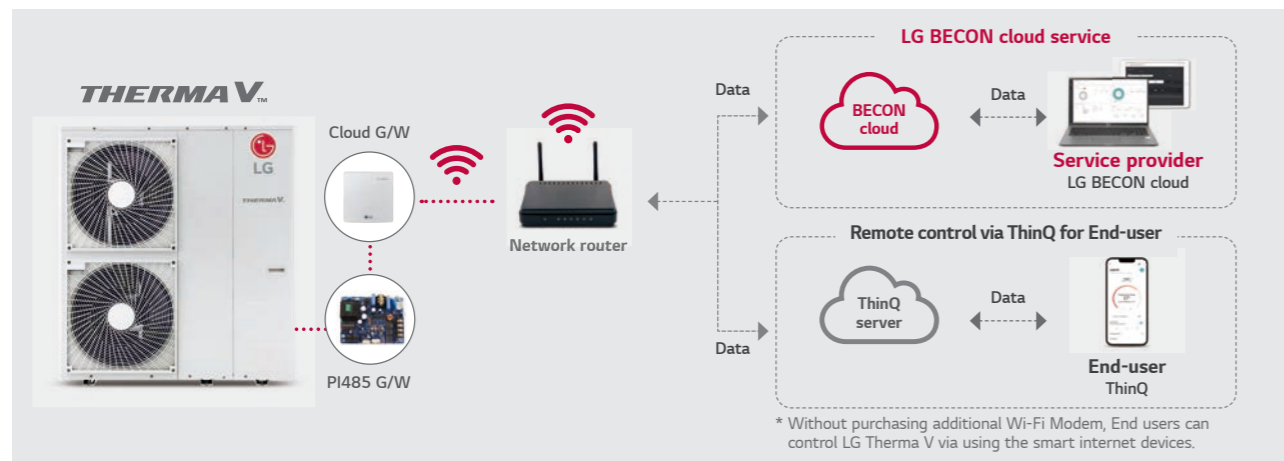 THERMA V™
LG
THERMA V.
Cloud G/W
PI485 G/W
Network router
Data
Data
LG BECON cloud service
BECON
cloud
Data
Service provider
LG BECON cloud
Remote control via ThinQ for End-user
ThinQ
server
Data
End-user
ThinQ
* Without purchasing additional Wi-Fi Modem, End users can
control LG Therma V via using the smart internet devices.